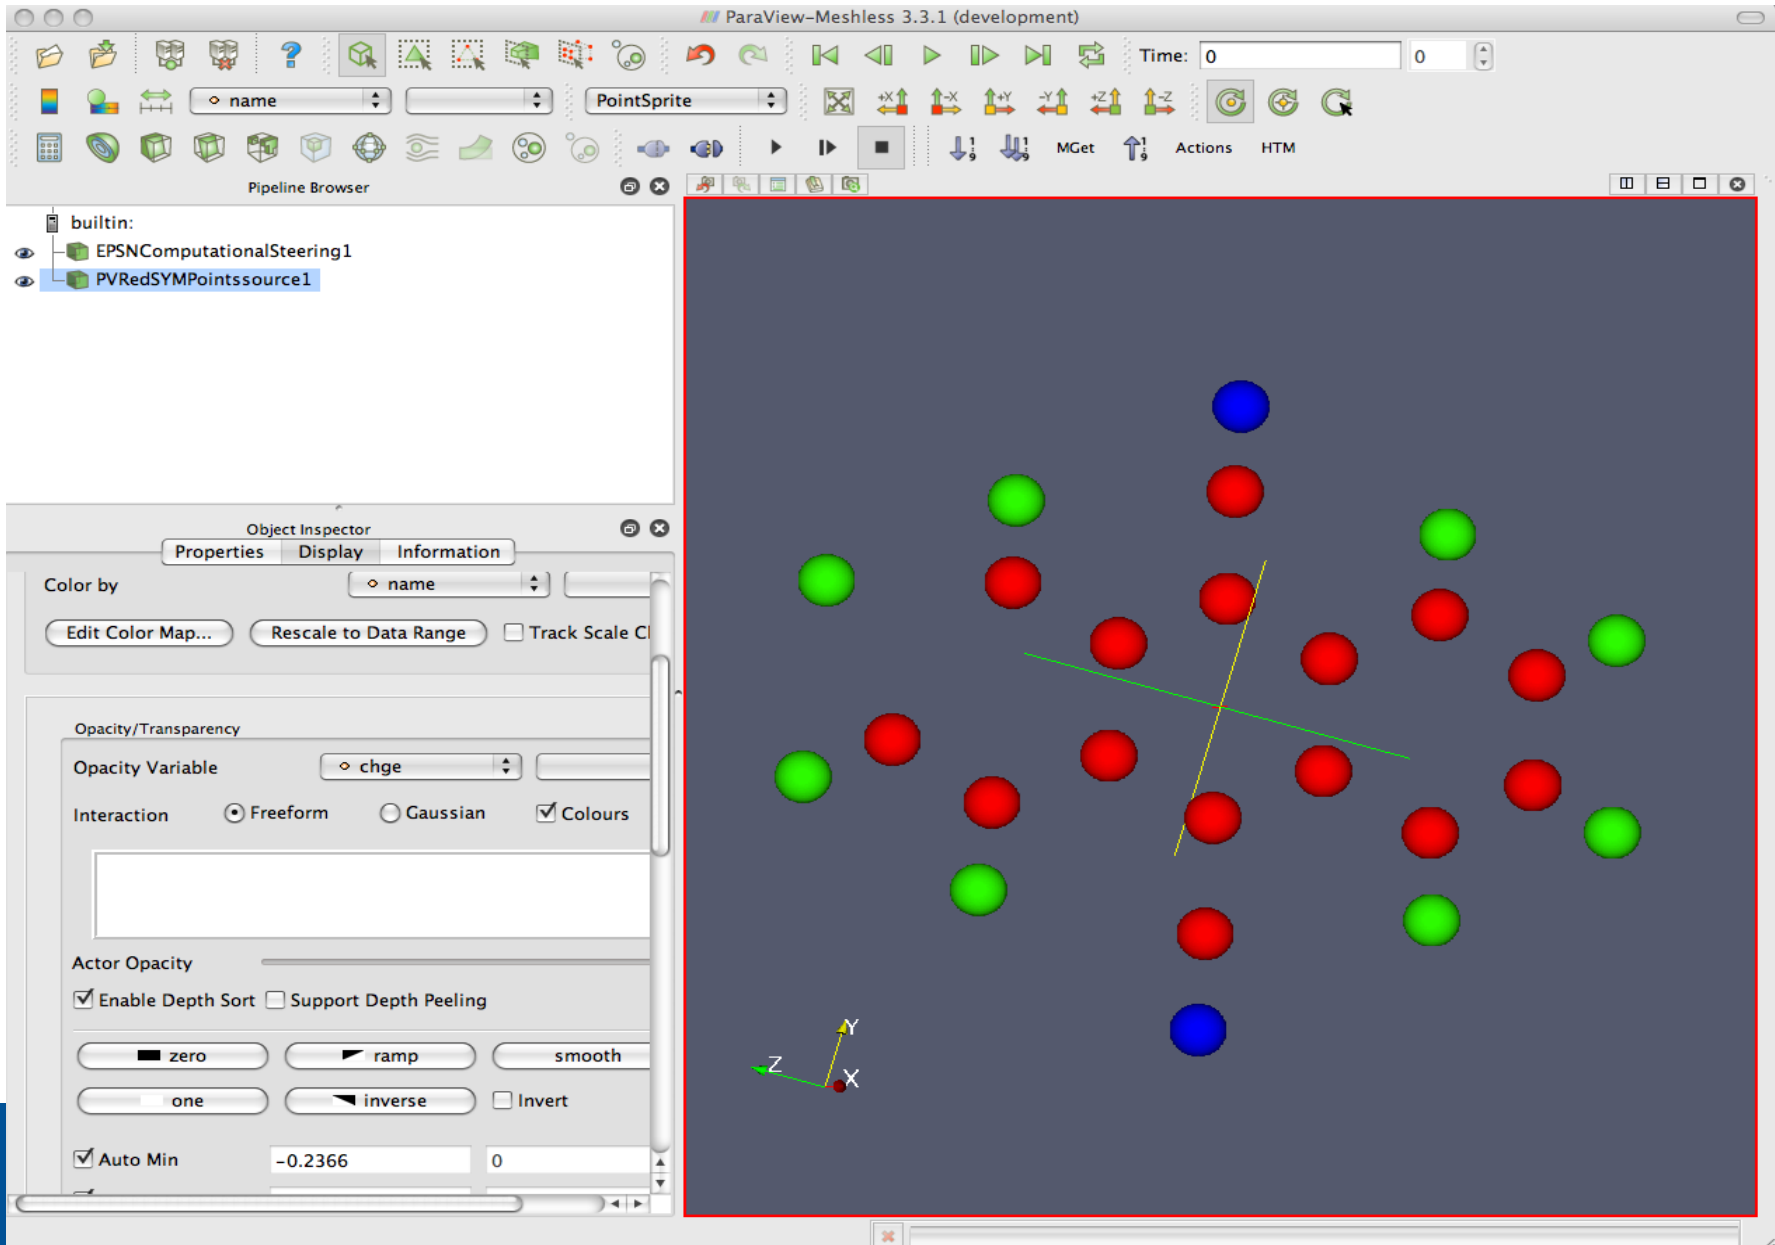 ParaView-Meshless 3.3.1 (development)
Time: 0 0
name PointSprite +X -X +Y -Y +Z -Z
MGet Actions HTM
Pipeline Browser
builtin:
EPSNComputationalSteering1
PVRedSYMPointssource1
Object Inspector
Properties Display Information
Color by name
Edit Color Map... Rescale to Data Range Track Scale Cl
Opacity/Transparency
Opacity Variable chge
Interaction Freeform Gaussian Colours
Actor Opacity
Enable Depth Sort Support Depth Peeling
zero ramp smooth
one inverse Invert
Auto Min -0.2366 0
Y
Z
X